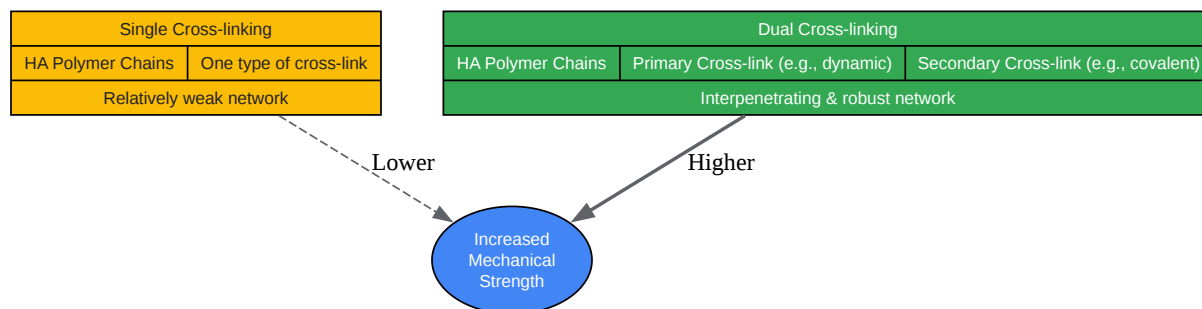 Single Cross-linking
HA Polymer Chains
One type of cross-link
Relatively weak network
Dual Cross-linking
HA Polymer Chains
Primary Cross-link (e.g., dynamic)
Secondary Cross-link (e.g., covalent)
Interpenetrating & robust network
Lower
Higher
Increased
Mechanical
Strength